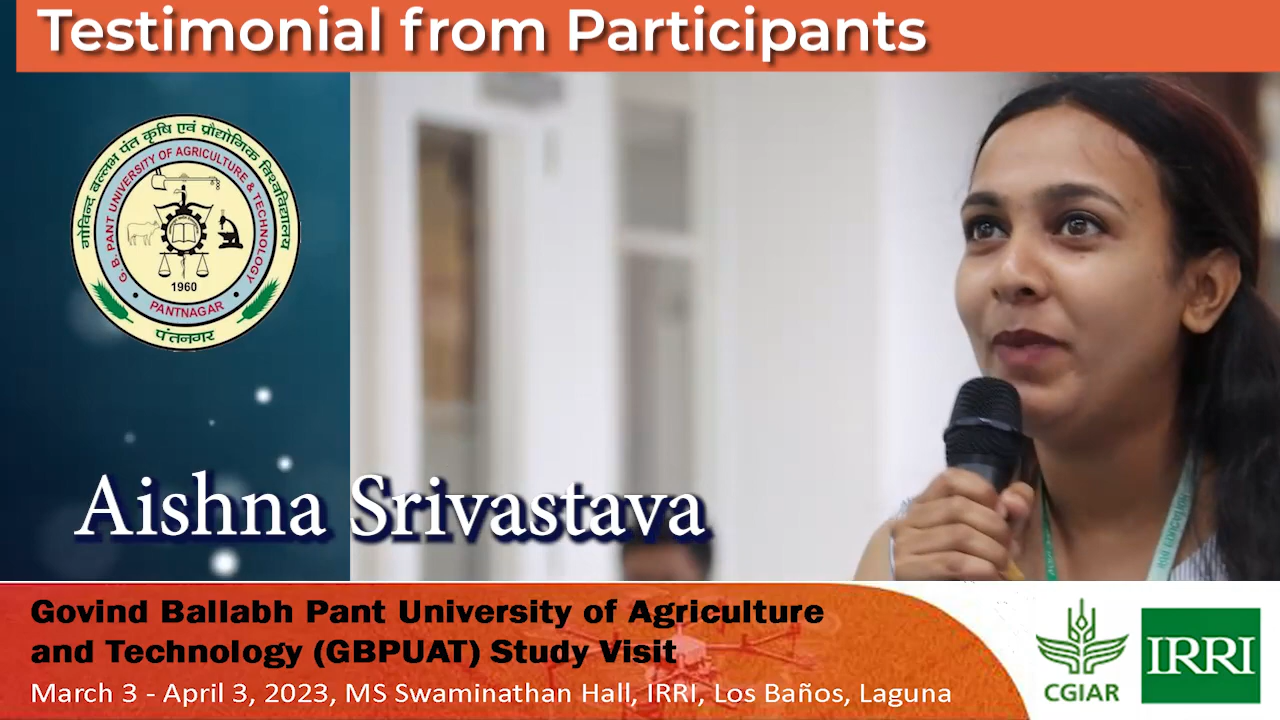 Testimonial from Participants
गोविन्द बल्लभ पंत कृषि एवं प्रौद्योगिक विश्वविद्यालय
G. B. PANT UNIVERSITY OF AGRICULTURE & TECHNOLOGY
1960
PANTNAGAR
पंतनगर
Aishna Srivastava
Govind Ballabh Pant University of Agriculture
and Technology (GBPUAT) Study Visit
March 3 - April 3, 2023, MS Swaminathan Hall, IRRI, Los Baños, Laguna
CGIAR
IRRI